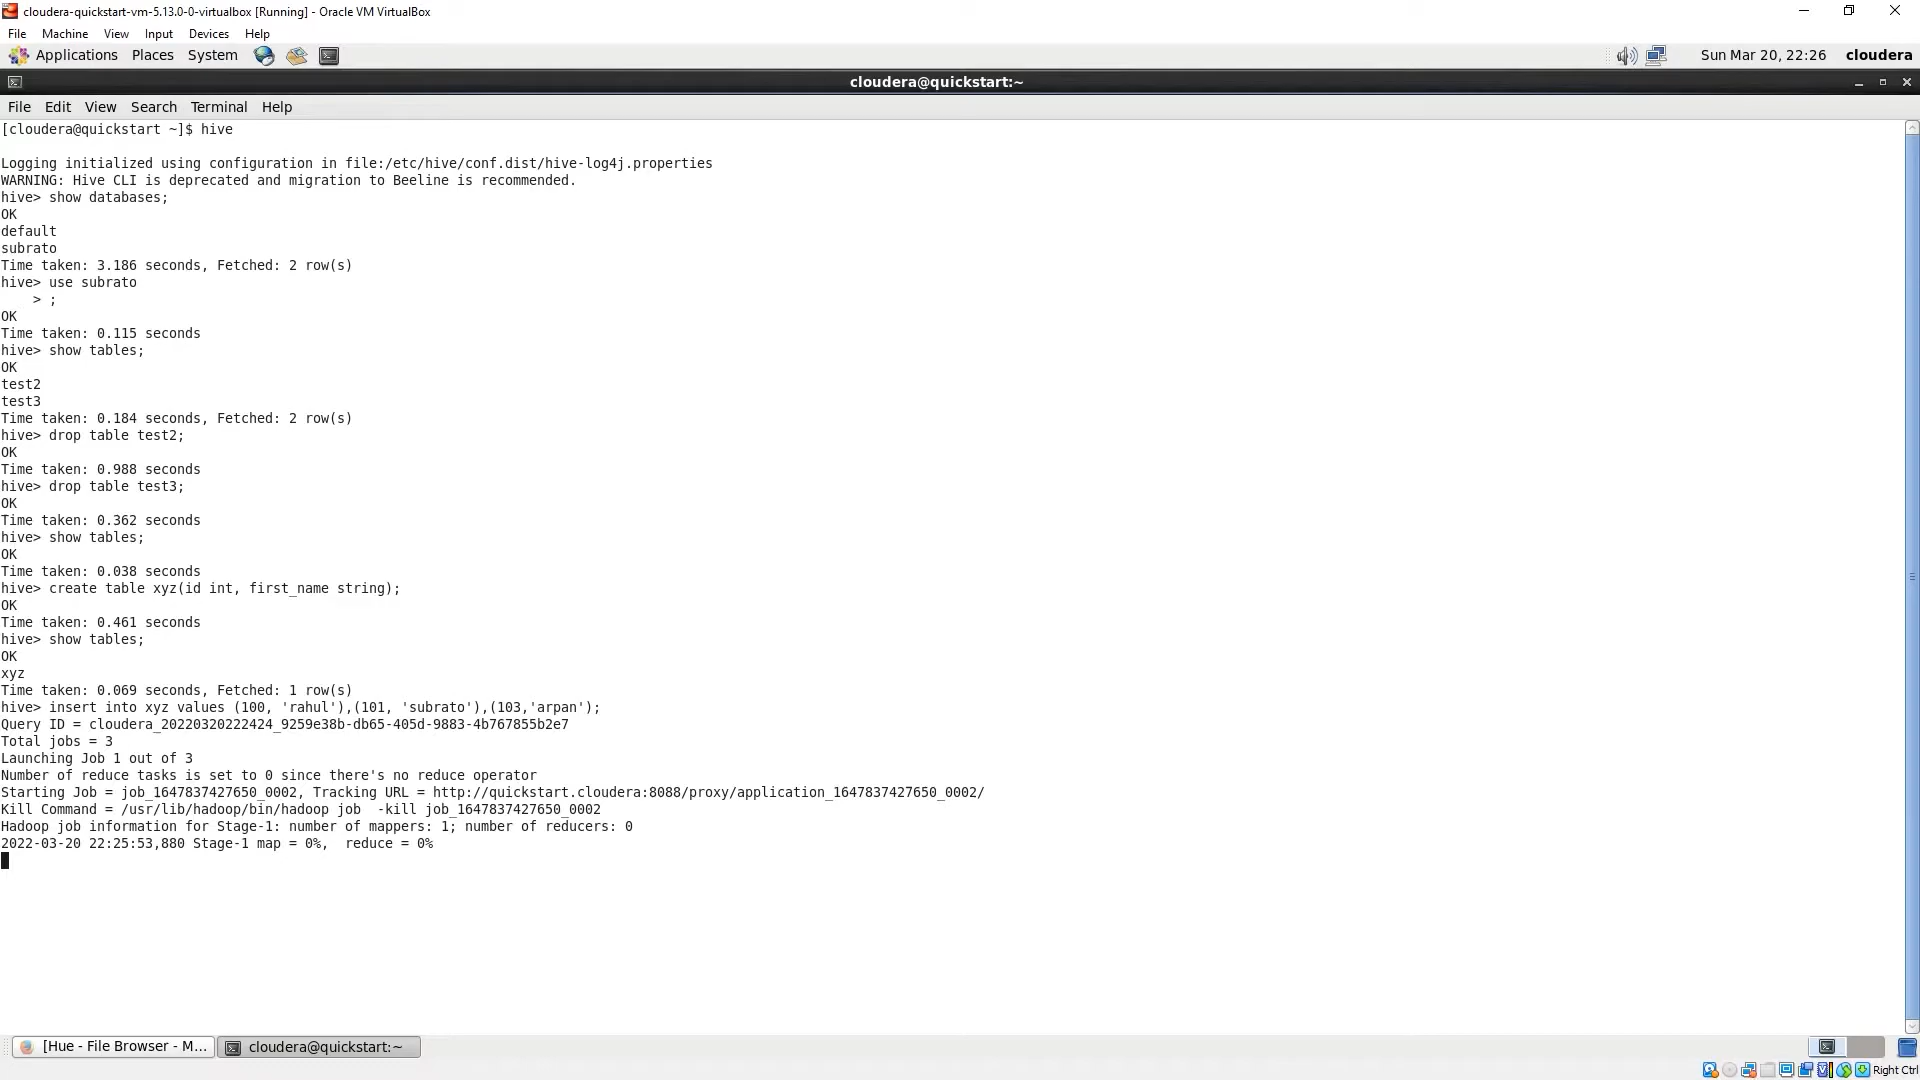 cloudera-quickstart-vm-5.13.0-0-virtualbox [Running] - Oracle VM VirtualBox
File Machine View Input Devices Help
Applications Places System Sun Mar 20, 22:26 cloudera
cloudera@quickstart:~
File Edit View Search Terminal Help
[cloudera@quickstart ~]$ hive
Logging initialized using configuration in file:/etc/hive/conf.dist/hive-log4j.properties
WARNING: Hive CLI is deprecated and migration to Beeline is recommended.
hive> show databases;
OK
default
subrato
Time taken: 3.186 seconds, Fetched: 2 row(s)
hive> use subrato
    > ;
OK
Time taken: 0.115 seconds
hive> show tables;
OK
test2
test3
Time taken: 0.184 seconds, Fetched: 2 row(s)
hive> drop table test2;
OK
Time taken: 0.988 seconds
hive> drop table test3;
OK
Time taken: 0.362 seconds
hive> show tables;
OK
Time taken: 0.038 seconds
hive> create table xyz(id int, first_name string);
OK
Time taken: 0.461 seconds
hive> show tables;
OK
xyz
Time taken: 0.069 seconds, Fetched: 1 row(s)
hive> insert into xyz values (100, 'rahul'),(101, 'subrato'),(103,'arpan');
Query ID = cloudera_20220320222424_9259e38b-db65-405d-9883-4b767855b2e7
Total jobs = 3
Launching Job 1 out of 3
Number of reduce tasks is set to 0 since there's no reduce operator
Starting Job = job_1647837427650_0002, Tracking URL = http://quickstart.cloudera:8088/proxy/application_1647837427650_0002/
Kill Command = /usr/lib/hadoop/bin/hadoop job  -kill job_1647837427650_0002
Hadoop job information for Stage-1: number of mappers: 1; number of reducers: 0
2022-03-20 22:25:53,880 Stage-1 map = 0%,  reduce = 0%
[Hue - File Browser - M... cloudera@quickstart:~
Right Ctrl